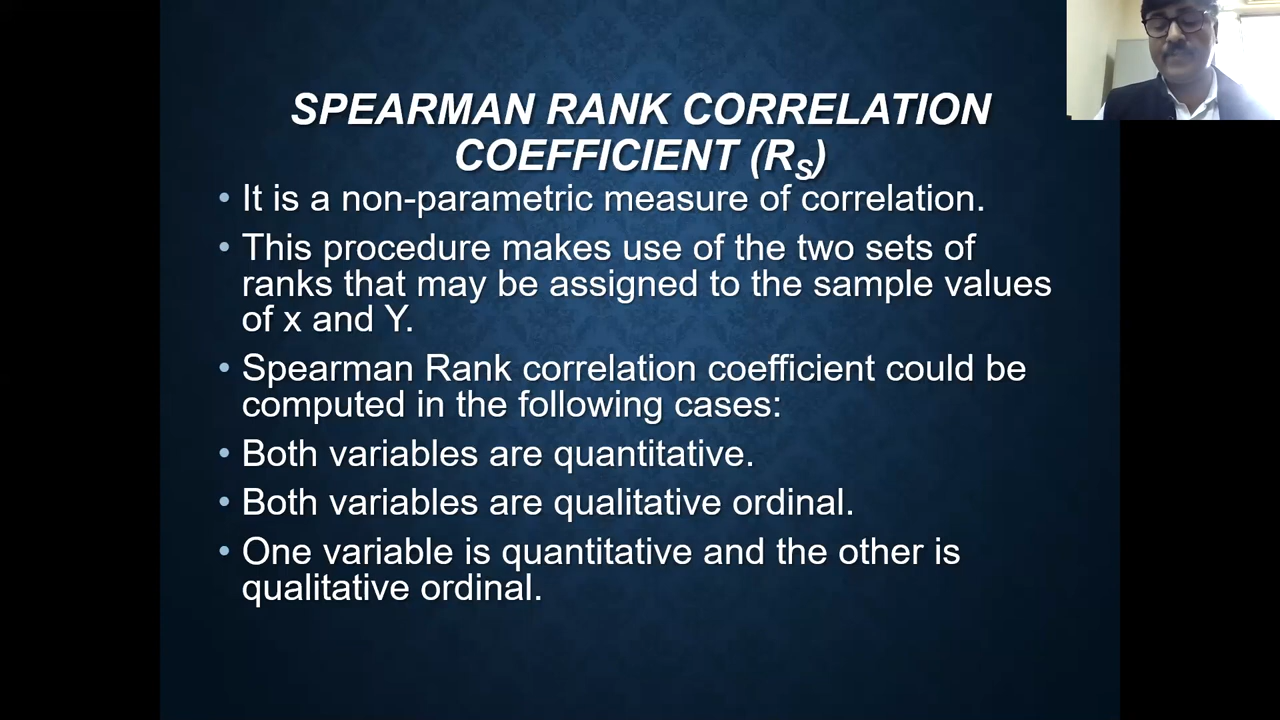 SPEARMAN RANK CORRELATION
COEFFICIENT (RS)
• It is a non-parametric measure of correlation.
• This procedure makes use of the two sets of
ranks that may be assigned to the sample values
of x and Y.
• Spearman Rank correlation coefficient could be
computed in the following cases:
• Both variables are quantitative.
• Both variables are qualitative ordinal.
• One variable is quantitative and the other is
qualitative ordinal.